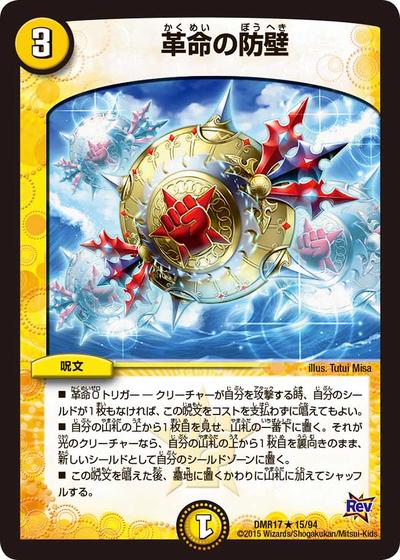 3
かくめい ぼうへき
革命の防壁
illus. Tutui Misa
呪文
■ 革命0トリガー ― クリーチャーが自分を攻撃する時、自分のシー
ルドが1枚もなければ、この呪文をコストを支払わずに唱えてもよい。
■ 自分の山札の上から1枚目を見せ、山札の一番下に置く。それが
光のクリーチャーなら、自分の山札の上から1枚を裏向きのまま、
新しいシールドとして自分のシールドゾーンに置く。
■ この呪文を唱えた後、墓地に置くかわりに山札に加えてシャッフ
ルする。
1
Rev
DMR17 ★ 15/94
©2015 Wizards/Shogakukan/Mitsui-Kids